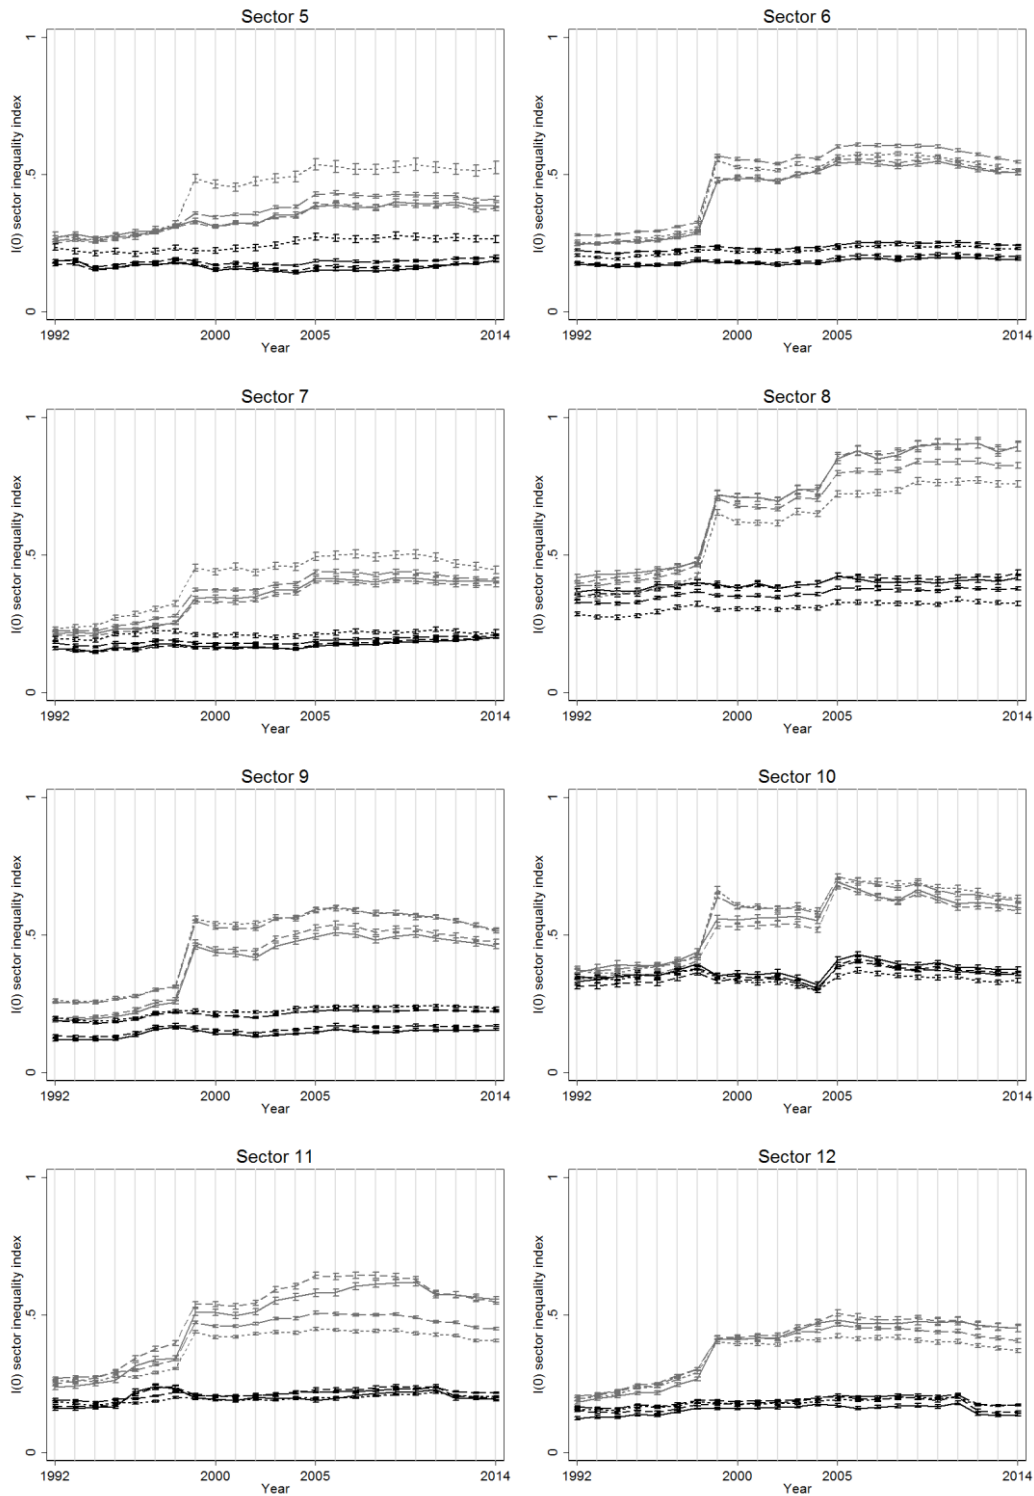 Sector 5
I(0) sector inequality index
1
.5
0
1992 2000 2005 2014
Year
Sector 6
I(0) sector inequality index
1
.5
0
1992 2000 2005 2014
Year
Sector 7
I(0) sector inequality index
1
.5
0
1992 2000 2005 2014
Year
Sector 8
I(0) sector inequality index
1
.5
0
1992 2000 2005 2014
Year
Sector 9
I(0) sector inequality index
1
.5
0
1992 2000 2005 2014
Year
Sector 10
I(0) sector inequality index
1
.5
0
1992 2000 2005 2014
Year
Sector 11
I(0) sector inequality index
1
.5
0
1992 2000 2005 2014
Year
Sector 12
I(0) sector inequality index
1
.5
0
1992 2000 2005 2014
Year